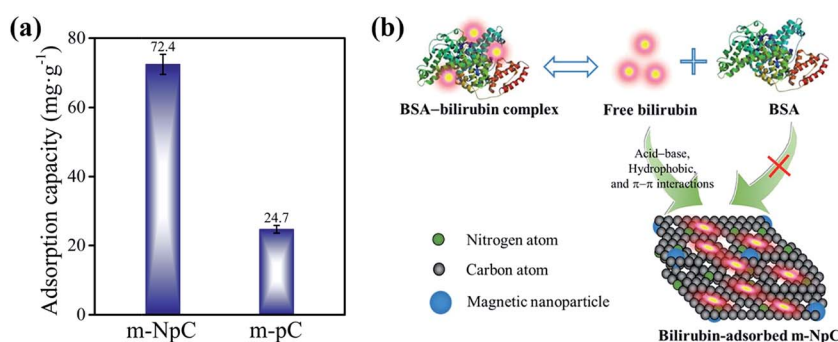 (a)
Adsorption capacity (mg·g⁻¹)
80
60
40
20
0
72.4
24.7
m-NpC
m-pC
(b)
BSA−bilirubin complex
Free bilirubin
BSA
Acid−base,
Hydrophobic,
and π−π interactions
Nitrogen atom
Carbon atom
Magnetic nanoparticle
Bilirubin-adsorbed m-NpC